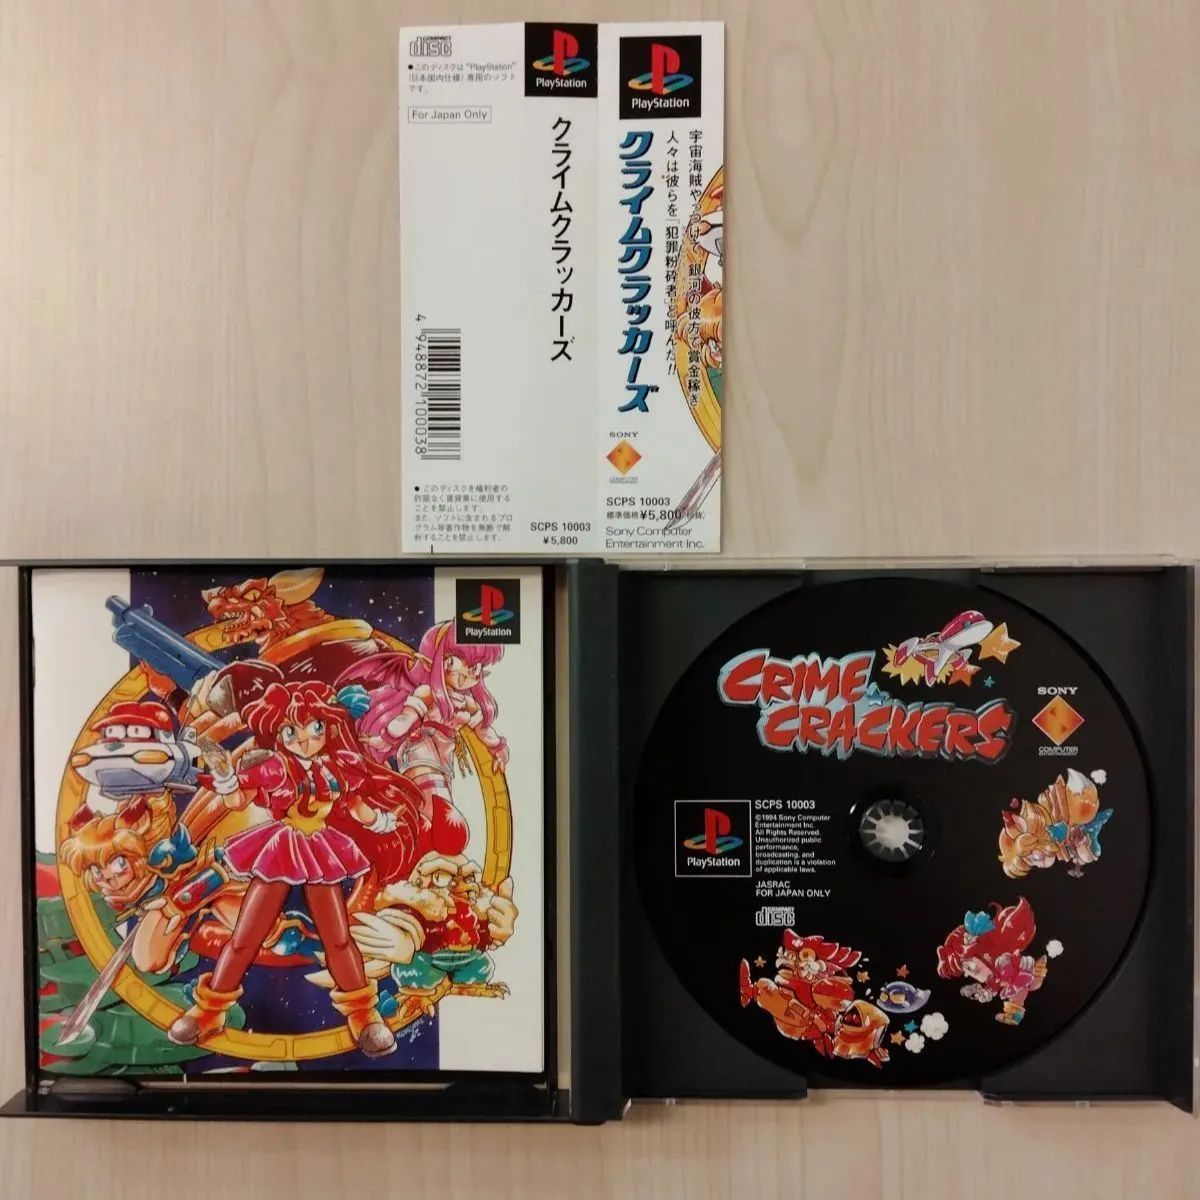 COMPACT
disc
●このディスクは"PlayStation"
(日本国内仕様)専用のソフト
です。
For Japan Only
PlayStation
クライムクラッカーズ
4 948872 100038
●このディスクを権利者の
許諾なく賃貸業に使用する
ことを禁止します。
また、ソフトに含まれるプロ
グラム等著作物を無断で解
析することを禁止します。
SCPS 10003
¥5,800
PlayStation
宇宙海賊やっつけて、銀河の彼方で賞金稼ぎ
人々は彼らを「犯罪粉砕者」と呼んだ!!
クライムクラッカーズ
SONY
COMPUTER
SCPS 10003
標準価格¥5,800(税抜)
Sony Computer
Entertainment Inc.
PlayStation
CRIME
CRACKERS
SONY
COMPUTER
ENTERTAINMENT
PlayStation
SCPS 10003
©1994 Sony Computer
Entertainment Inc.
All Rights Reserved.
Unauthorized public
performance,
broadcasting, and
duplication is a violation
of applicable laws.
JASRAC
FOR JAPAN ONLY
COMPACT
disc